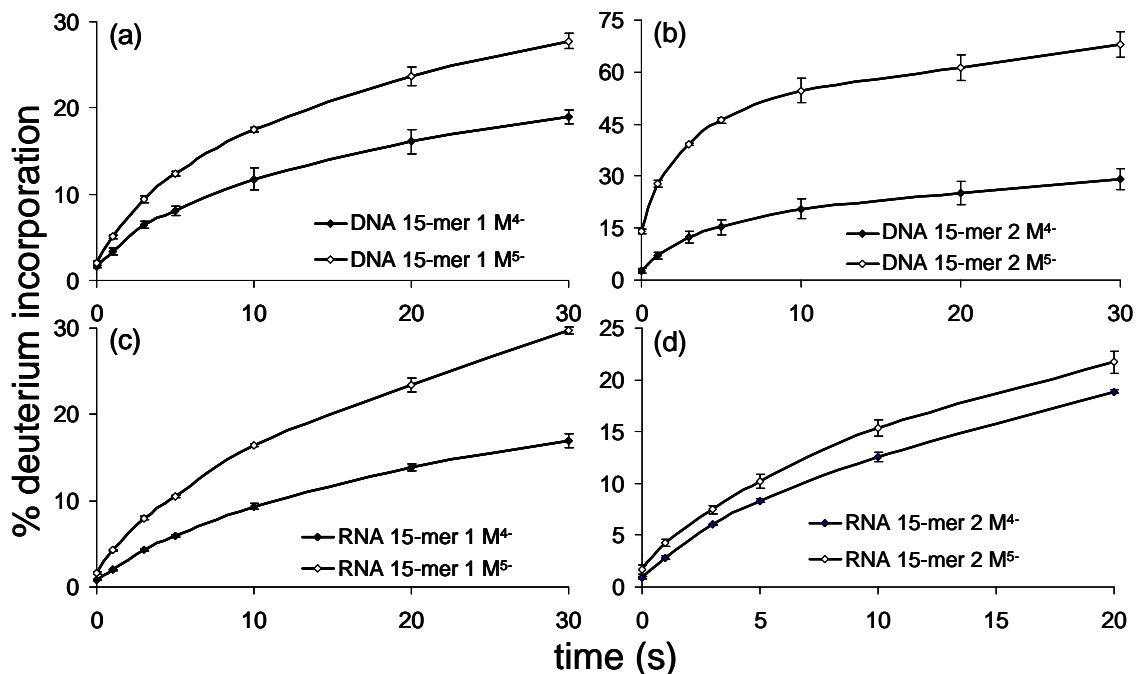 % deuterium incorporation
(a)
30
20
10
0
0 10 20 30
DNA 15-mer 1 M⁴⁻
DNA 15-mer 1 M⁵⁻
(b)
75
60
45
30
15
0
0 10 20 30
DNA 15-mer 2 M⁴⁻
DNA 15-mer 2 M⁵⁻
(c)
30
20
10
0
0 10 20 30
RNA 15-mer 1 M⁴⁻
RNA 15-mer 1 M⁵⁻
(d)
25
20
15
10
5
0
0 5 10 15 20
RNA 15-mer 2 M⁴⁻
RNA 15-mer 2 M⁵⁻
time (s)